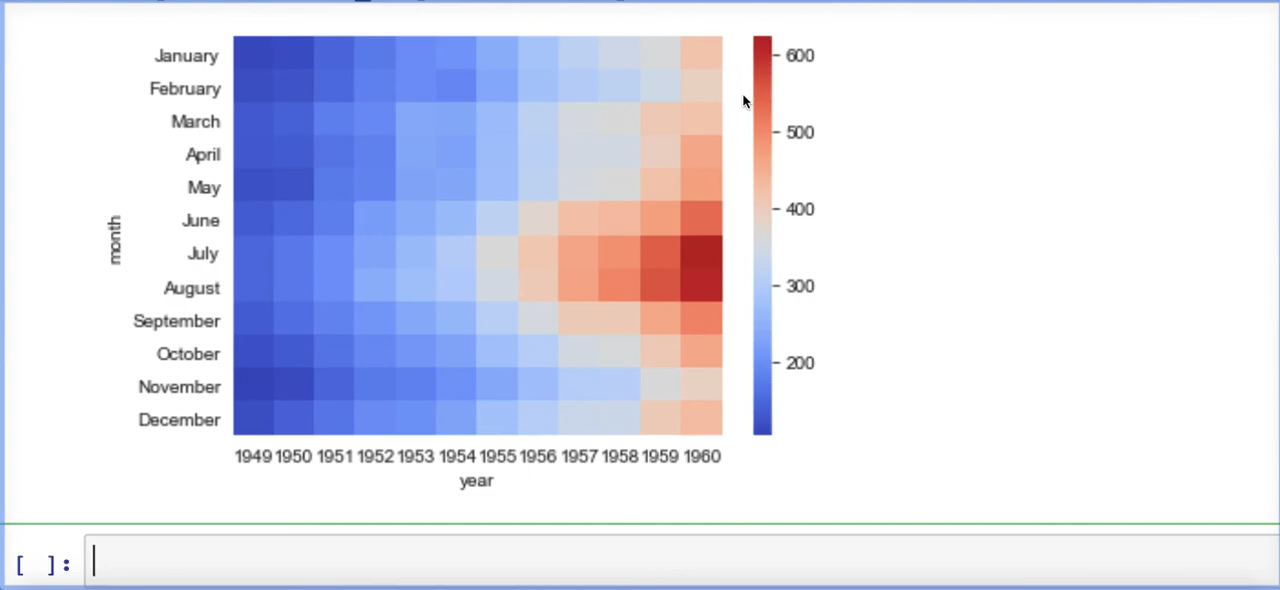 January
February
March
April
May
June
July
August
September
October
November
December
month
1949 1950 1951 1952 1953 1954 1955 1956 1957 1958 1959 1960
year
600
500
400
300
200
[ ]: